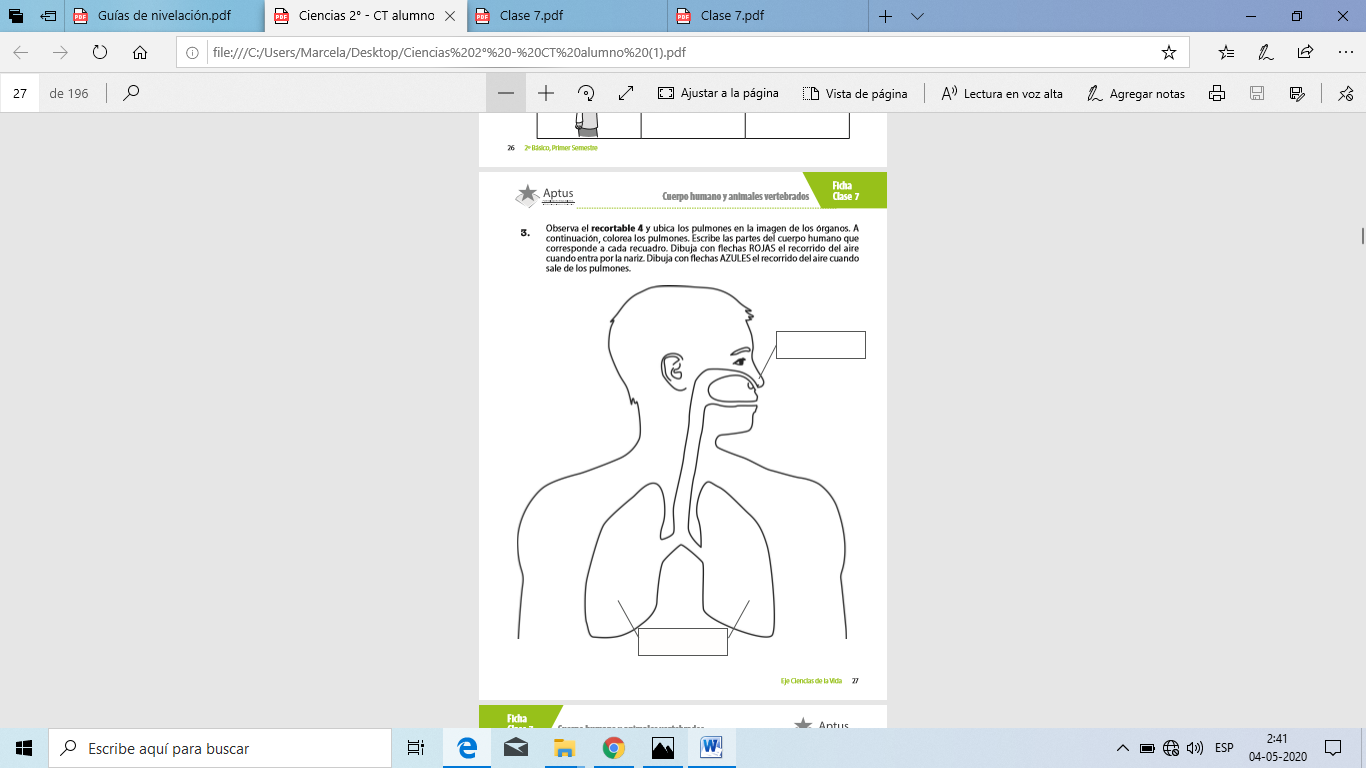 Guías de nivelación.pdf
Ciencias 2° - CT alumno
Clase 7.pdf
Clase 7.pdf
file:///C:/Users/Marcela/Desktop/Ciencias%202°%20-%20CT%20alumno%20(1).pdf
27 de 196
Ajustar a la página
Vista de página
Lectura en voz alta
Agregar notas
26 2º Básico, Primer Semestre
Aptus
Cuerpo humano y animales vertebrados
Ficha
Clase 7
3. Observa el recortable 4 y ubica los pulmones en la imagen de los órganos. A
continuación, colorea los pulmones. Escribe las partes del cuerpo humano que
corresponde a cada recuadro. Dibuja con flechas ROJAS el recorrido del aire
cuando entra por la nariz. Dibuja con flechas AZULES el recorrido del aire cuando
sale de los pulmones.
Eje Ciencias de la Vida 27
Ficha
Cuerpo humano y animales vertebrados
Aptus
Escribe aquí para buscar
ESP
2:41
04-05-2020